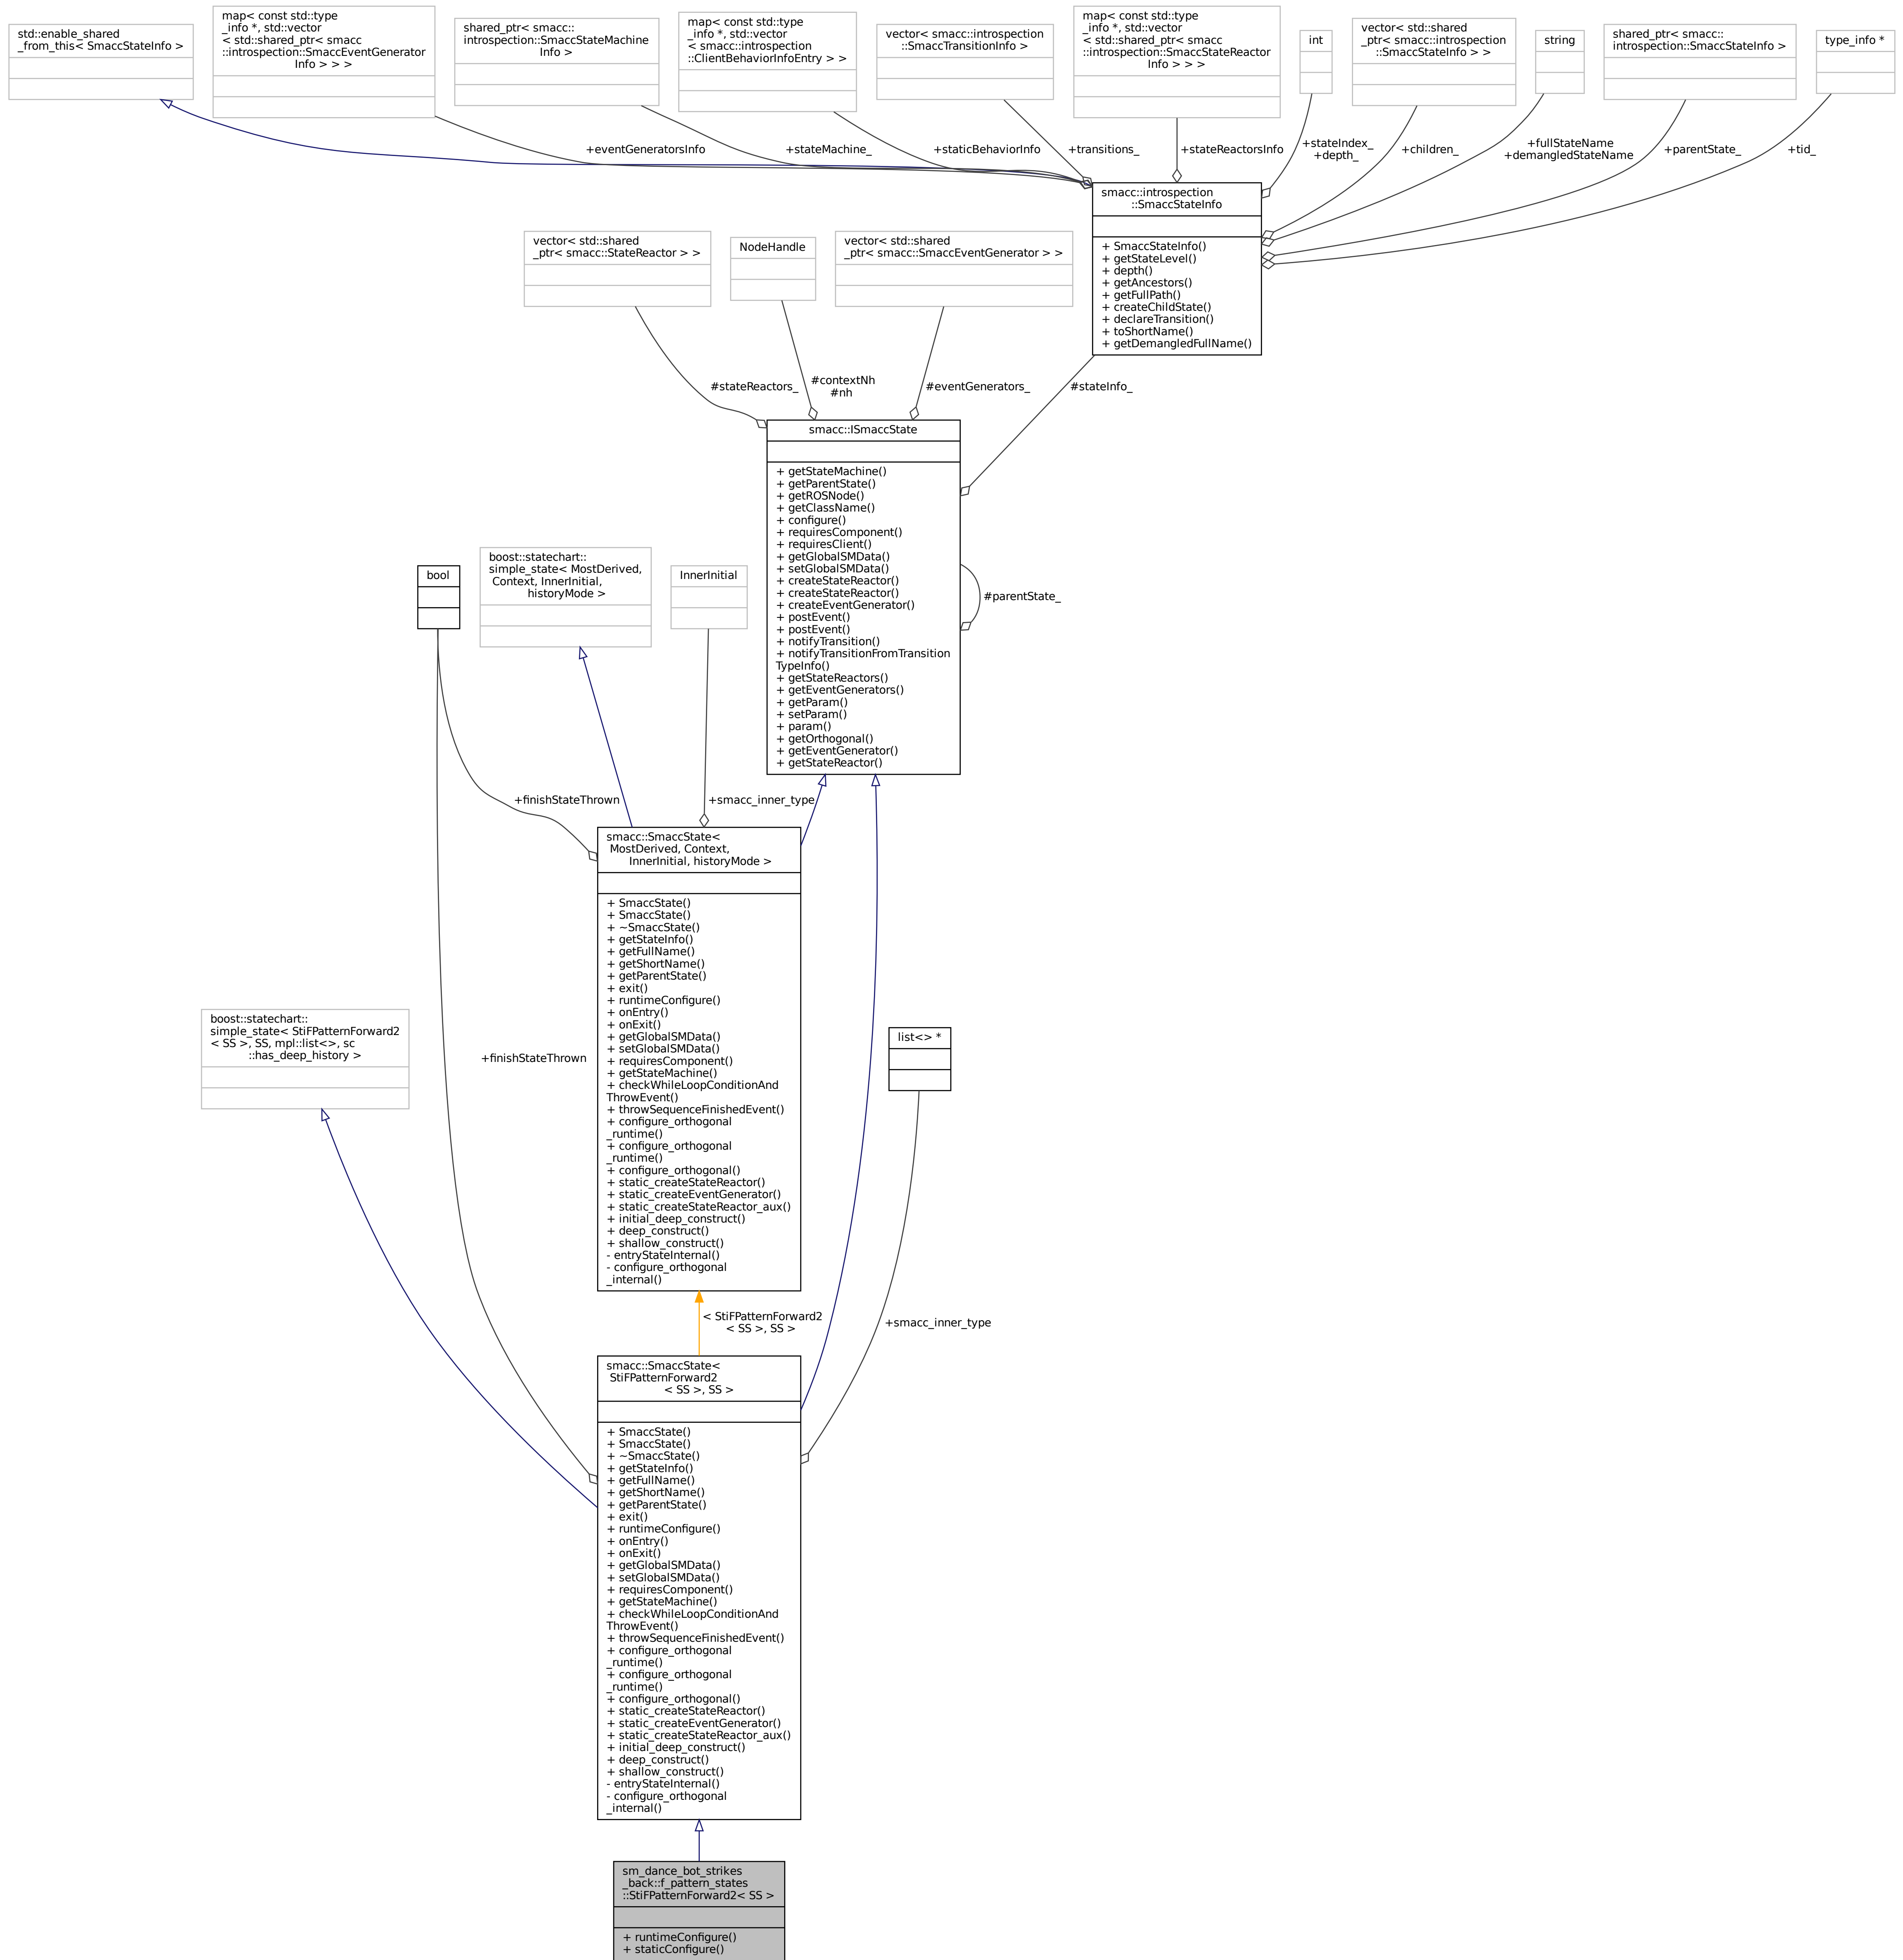 std::enable_shared
_from_this< SmaccStateInfo >
map< const std::type
_info *, std::vector
< std::shared_ptr< smacc
::introspection::SmaccEventGenerator
Info > > >
shared_ptr< smacc::
introspection::SmaccStateMachine
Info >
map< const std::type
_info *, std::vector
< smacc::introspection
::ClientBehaviorInfoEntry > >
vector< smacc::introspection
::SmaccTransitionInfo >
map< const std::type
_info *, std::vector
< std::shared_ptr< smacc
::introspection::SmaccStateReactor
Info > > >
int
vector< std::shared
_ptr< smacc::introspection
::SmaccStateInfo > >
string
shared_ptr< smacc::
introspection::SmaccStateInfo >
type_info *
+eventGeneratorsInfo
+stateMachine_
+staticBehaviorInfo
+transitions_
+stateReactorsInfo
+stateIndex_
+depth_
+children_
+fullStateName
+demangledStateName
+parentState_
+tid_
smacc::introspection
::SmaccStateInfo
+ SmaccStateInfo()
+ getStateLevel()
+ depth()
+ getAncestors()
+ getFullPath()
+ createChildState()
+ declareTransition()
+ toShortName()
+ getDemangledFullName()
vector< std::shared
_ptr< smacc::StateReactor > >
NodeHandle
vector< std::shared
_ptr< smacc::SmaccEventGenerator > >
#stateReactors_
#contextNh
#nh
#eventGenerators_
#stateInfo_
smacc::ISmaccState
+ getStateMachine()
+ getParentState()
+ getROSNode()
+ getClassName()
+ configure()
+ requiresComponent()
+ requiresClient()
+ getGlobalSMData()
+ setGlobalSMData()
+ createStateReactor()
+ createStateReactor()
+ createEventGenerator()
+ postEvent()
+ postEvent()
+ notifyTransition()
+ notifyTransitionFromTransition
TypeInfo()
+ getStateReactors()
+ getEventGenerators()
+ getParam()
+ setParam()
+ param()
+ getOrthogonal()
+ getEventGenerator()
+ getStateReactor()
#parentState_
bool
boost::statechart::
simple_state< MostDerived,
Context, InnerInitial,
historyMode >
InnerInitial
+finishStateThrown
+smacc_inner_type
smacc::SmaccState<
MostDerived, Context,
InnerInitial, historyMode >
+ SmaccState()
+ SmaccState()
+ ~SmaccState()
+ getStateInfo()
+ getFullName()
+ getShortName()
+ getParentState()
+ exit()
+ runtimeConfigure()
+ onEntry()
+ onExit()
+ getGlobalSMData()
+ setGlobalSMData()
+ requiresComponent()
+ getStateMachine()
+ checkWhileLoopConditionAnd
ThrowEvent()
+ throwSequenceFinishedEvent()
+ configure_orthogonal
_runtime()
+ configure_orthogonal
_runtime()
+ configure_orthogonal()
+ static_createStateReactor()
+ static_createEventGenerator()
+ static_createStateReactor_aux()
+ initial_deep_construct()
+ deep_construct()
+ shallow_construct()
- entryStateInternal()
- configure_orthogonal
_internal()
boost::statechart::
simple_state< StiFPatternForward2
< SS >, SS, mpl::list<>, sc
::has_deep_history >
+finishStateThrown
list<> *
< StiFPatternForward2
< SS >, SS >
+smacc_inner_type
smacc::SmaccState<
StiFPatternForward2
< SS >, SS >
+ SmaccState()
+ SmaccState()
+ ~SmaccState()
+ getStateInfo()
+ getFullName()
+ getShortName()
+ getParentState()
+ exit()
+ runtimeConfigure()
+ onEntry()
+ onExit()
+ getGlobalSMData()
+ setGlobalSMData()
+ requiresComponent()
+ getStateMachine()
+ checkWhileLoopConditionAnd
ThrowEvent()
+ throwSequenceFinishedEvent()
+ configure_orthogonal
_runtime()
+ configure_orthogonal
_runtime()
+ configure_orthogonal()
+ static_createStateReactor()
+ static_createEventGenerator()
+ static_createStateReactor_aux()
+ initial_deep_construct()
+ deep_construct()
+ shallow_construct()
- entryStateInternal()
- configure_orthogonal
_internal()
sm_dance_bot_strikes
_back::f_pattern_states
::StiFPatternForward2< SS >
+ runtimeConfigure()
+ staticConfigure()